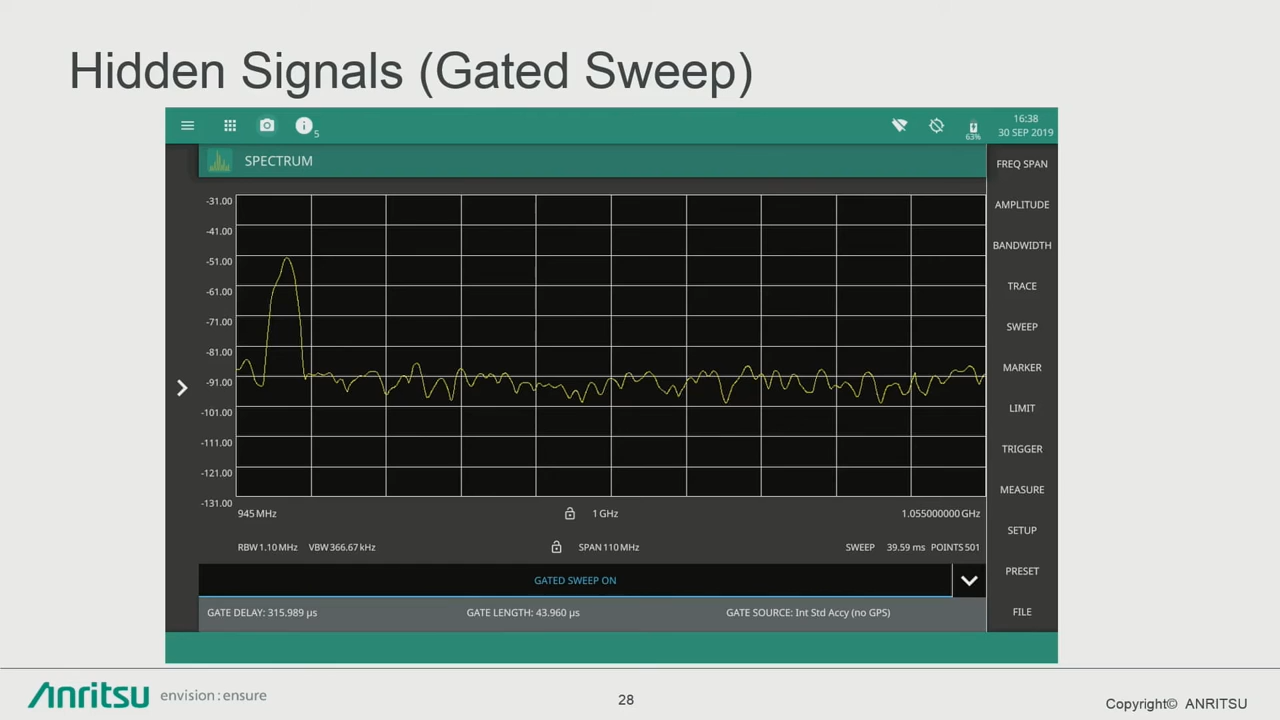 Hidden Signals (Gated Sweep)
5
63%
16:38
30 SEP 2019
SPECTRUM
FREQ SPAN
AMPLITUDE
BANDWIDTH
TRACE
SWEEP
MARKER
LIMIT
TRIGGER
MEASURE
SETUP
PRESET
FILE
-31.00
-41.00
-51.00
-61.00
-71.00
-81.00
-91.00
-101.00
-111.00
-121.00
-131.00
945 MHz 1 GHz 1.055000000 GHz
RBW 1.10 MHz VBW 366.67 kHz SPAN 110 MHz SWEEP 39.59 ms POINTS 501
GATED SWEEP ON
GATE DELAY: 315.989 µs GATE LENGTH: 43.960 µs GATE SOURCE: Int Std Accy (no GPS)
Anritsu envision : ensure
28
Copyright© ANRITSU